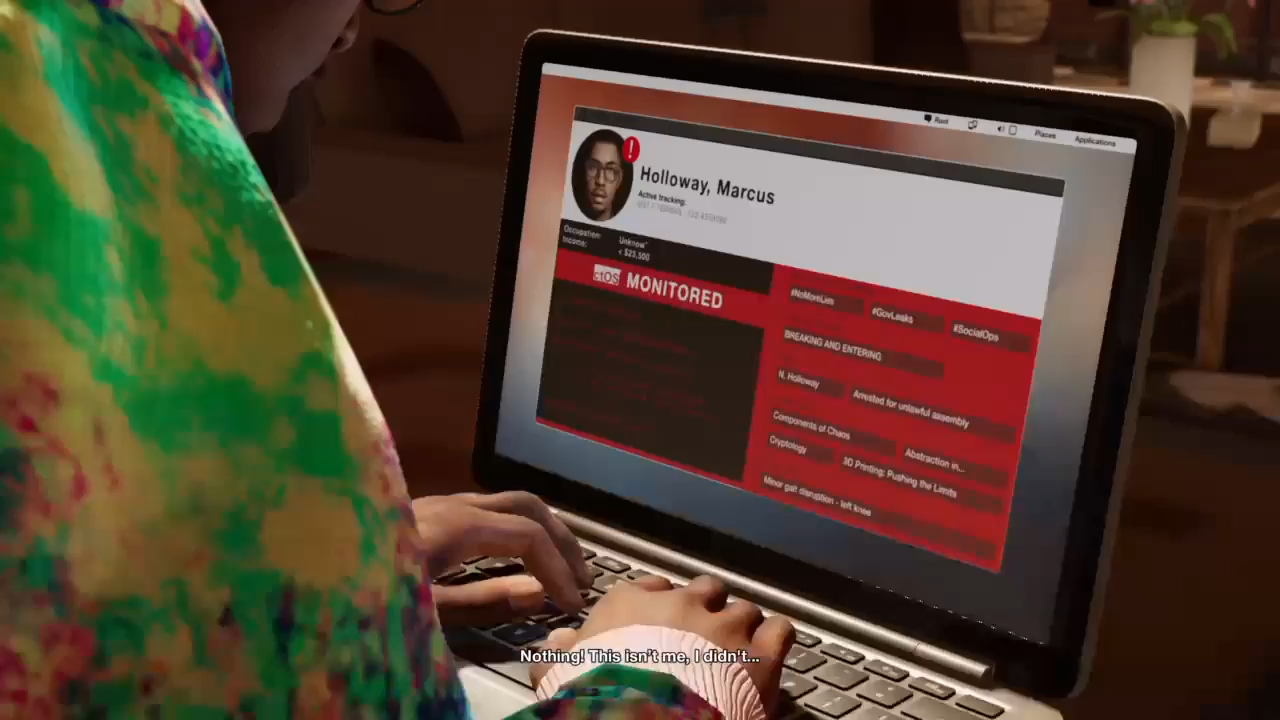 Root
Places
Applications
!
Holloway, Marcus
Active tracking:
Occupation: Unknow"
Income: < $23,500
ctOS MONITORED
#NoMomLies
#GovLeaks
#SocialOps
BREAKING AND ENTERING
N. Holloway
Arrested for unlawful assembly
Components of Chaos
Abstraction in...
Cryptology
3D Printing: Pushing the Limits
Minor gait disruption - left knee
Nothing! This isn't me, I didn't...